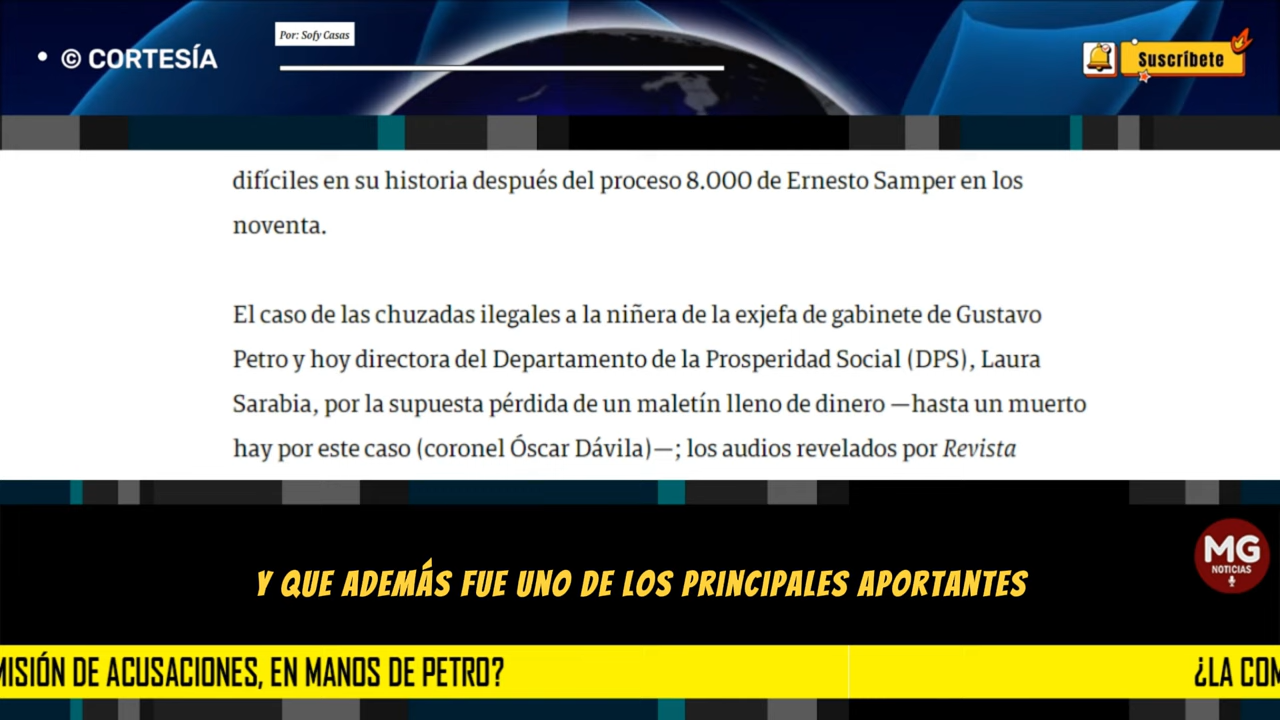 Por: Sofy Casas
• © CORTESÍA
Suscríbete
difíciles en su historia después del proceso 8.000 de Ernesto Samper en los
noventa.
El caso de las chuzadas ilegales a la niñera de la exjefa de gabinete de Gustavo
Petro y hoy directora del Departamento de la Prosperidad Social (DPS), Laura
Sarabia, por la supuesta pérdida de un maletín lleno de dinero —hasta un muerto
hay por este caso (coronel Óscar Dávila)—; los audios revelados por Revista
MG
NOTICIAS
Y QUE ADEMÁS FUE UNO DE LOS PRINCIPALES APORTANTES
MISIÓN DE ACUSACIONES, EN MANOS DE PETRO?
¿LA COM